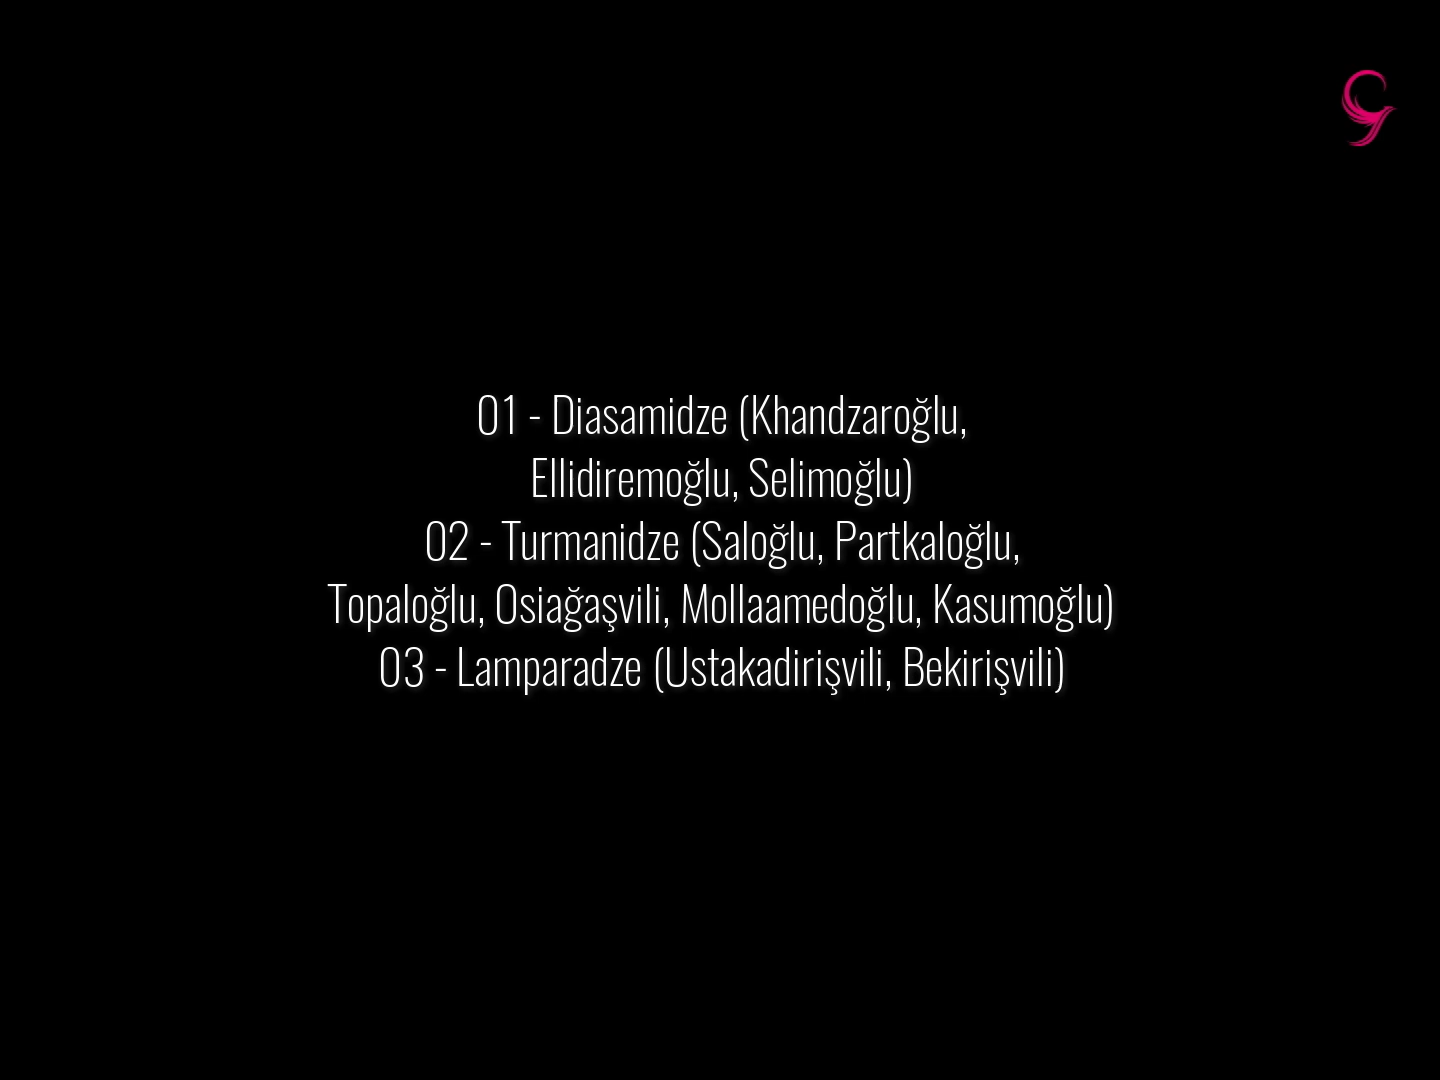 01 - Diasamidze (Khandzaroğlu,
Ellidiremoğlu, Selimoğlu)
02 - Turmanidze (Saloğlu, Partkaloğlu,
Topaloğlu, Osiağaşvili, Mollaamedoğlu, Kasumoğlu)
03 - Lamparadze (Ustakadirişvili, Bekirişvili)